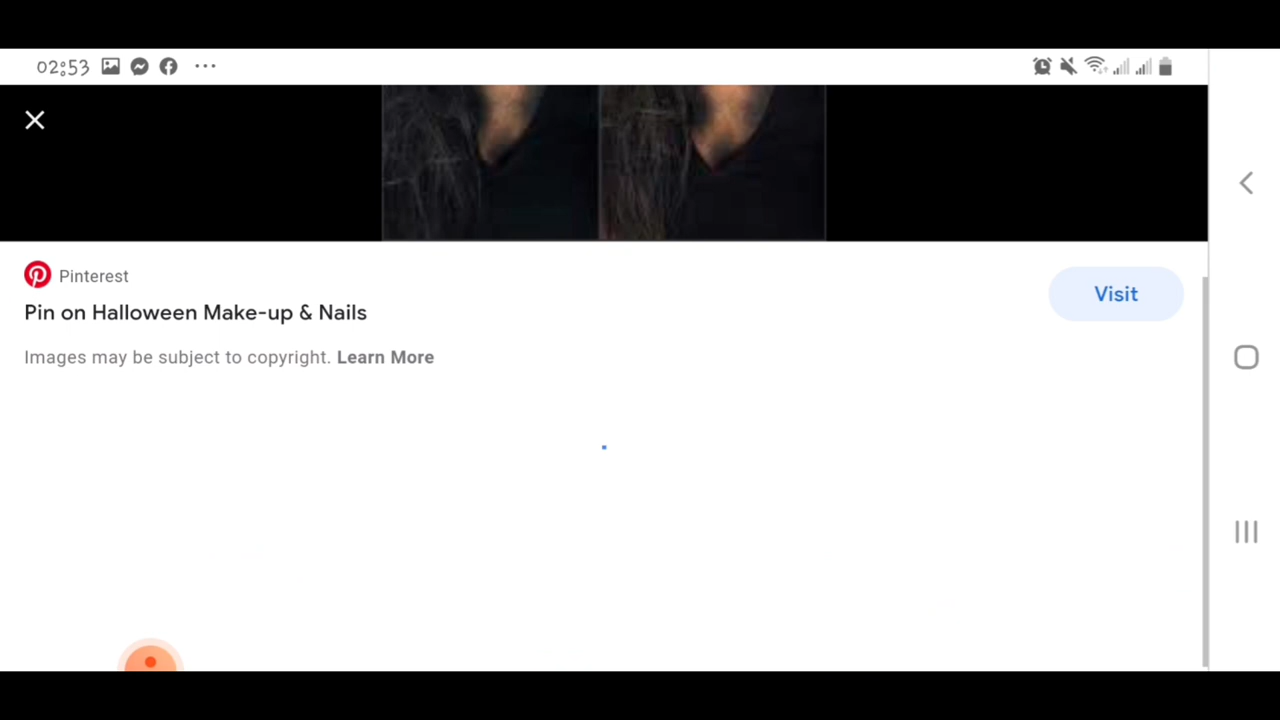 02:53
Pinterest
Pin on Halloween Make-up & Nails
Visit
Images may be subject to copyright. Learn More